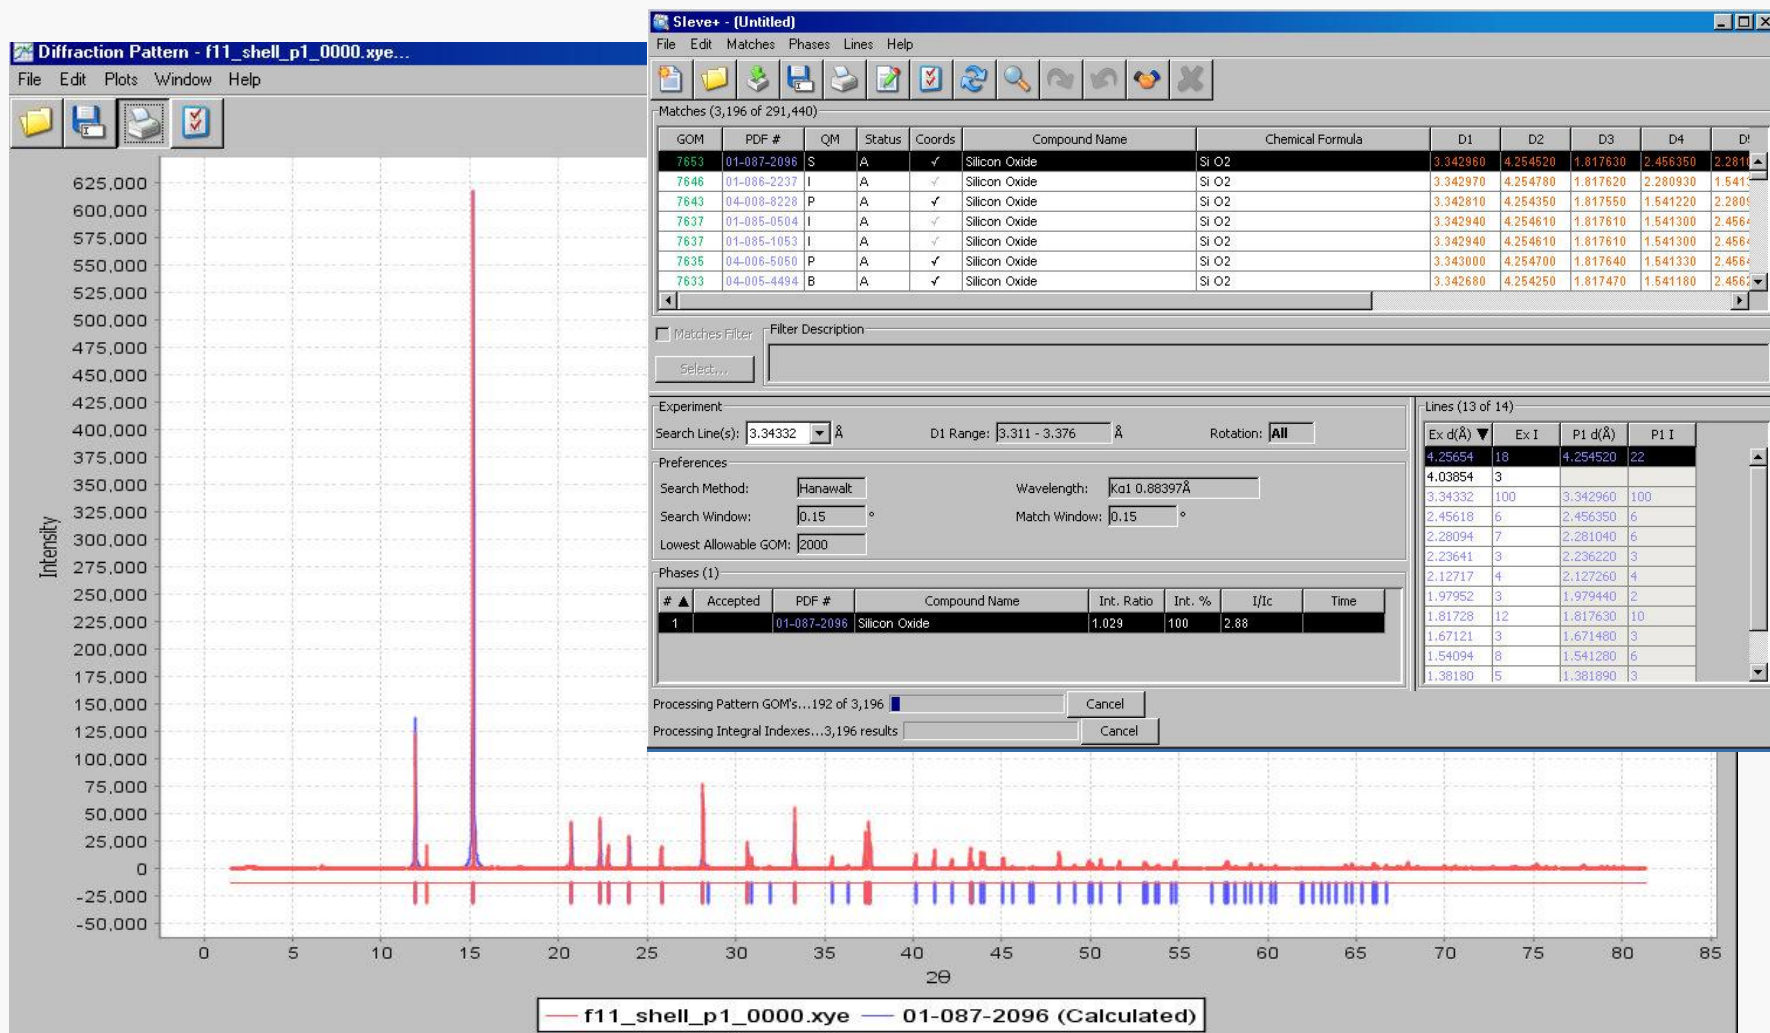 Diffraction Pattern - f11_shell_p1_0000.xye...
File Edit Plots Window Help
625,000
600,000
575,000
550,000
525,000
500,000
475,000
450,000
425,000
400,000
375,000
350,000
325,000
300,000
275,000
250,000
225,000
200,000
175,000
150,000
125,000
100,000
75,000
50,000
25,000
0
-25,000
-50,000
Intensity
0 5 10 15 20 25 30 35 40 45 50 55 60 65 70 75 80 85
2θ
f11_shell_p1_0000.xye 01-087-2096 (Calculated)
SIeve+ - (Untitled)
File Edit Matches Phases Lines Help
Matches (3,196 of 291,440)
GOM PDF # QM Status Coords Compound Name Chemical Formula D1 D2 D3 D4
7653 01-087-2096 S A ✓ Silicon Oxide Si O2 3.342960 4.254520 1.817630 2.456350 2.2810
7646 01-086-2237 I A ✓ Silicon Oxide Si O2 3.342970 4.254780 1.817620 2.280930 1.541
7643 04-008-8228 P A ✓ Silicon Oxide Si O2 3.342810 4.254350 1.817550 1.541220 2.280
7637 01-085-0504 I A ✓ Silicon Oxide Si O2 3.342940 4.254610 1.817610 1.541300 2.456
7637 01-085-1053 I A ✓ Silicon Oxide Si O2 3.342940 4.254610 1.817610 1.541300 2.456
7635 04-006-5050 P A ✓ Silicon Oxide Si O2 3.343000 4.254700 1.817640 1.541330 2.456
7633 04-005-4494 B A ✓ Silicon Oxide Si O2 3.342680 4.254250 1.817470 1.541180 2.456
Matches Filter Filter Description
Select...
Experiment
Search Line(s): 3.34332 Å D1 Range: 3.311 - 3.376 Å Rotation: All
Preferences
Search Method: Hanawalt Wavelength: Kα1 0.88397Å
Search Window: 0.15 ° Match Window: 0.15 °
Lowest Allowable GOM: 2000
Phases (1)
# ▲ Accepted PDF # Compound Name Int. Ratio Int. % I/Ic Time
1 01-087-2096 Silicon Oxide 1.029 100 2.88
Lines (13 of 14)
Ex d(Å) ▼ Ex I P1 d(Å) P1 I
4.25654 18 4.254520 22
4.03854 3
3.34332 100 3.342960 100
2.45618 6 2.456350 6
2.28094 7 2.281040 6
2.23641 3 2.236220 3
2.12717 4 2.127260 4
1.97952 3 1.979440 2
1.81728 12 1.817630 10
1.67121 3 1.671480 3
1.54094 8 1.541280 6
1.38180 5 1.381890 3
Processing Pattern GOM's...192 of 3,196 Cancel
Processing Integral Indexes...3,196 results Cancel